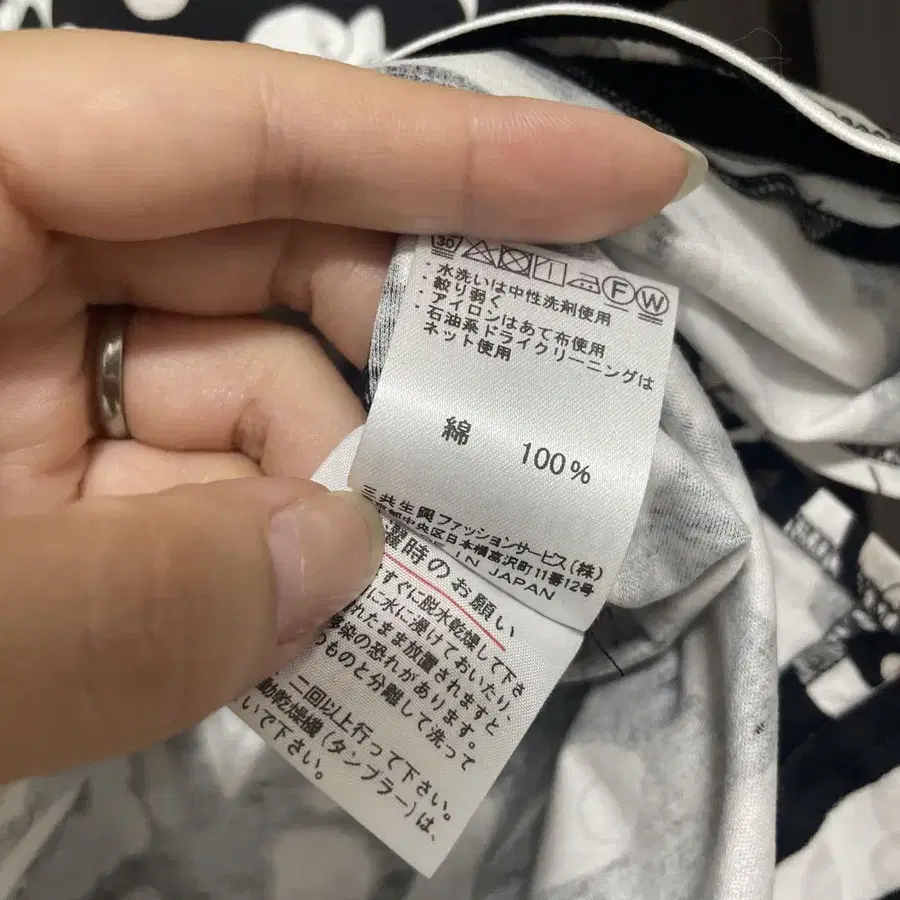 30 F W
・水洗いは中性洗剤使用
・絞り弱く
・アイロンはあて布使用
・石油系ドライクリーニングは
ネット使用
綿 100%
三共生興ファッションサービス(株)
中央区日本橋富沢町11番12号
IN JAPAN
濯時のお願い
すぐに脱水乾燥して下さ
に水に漬けておいたり、
れたまま放置されますと
移染の恐れがあります。
ものと分離して洗って
二回以上行って下さい。
動乾燥機(タンブラー)は、
いで下さい。